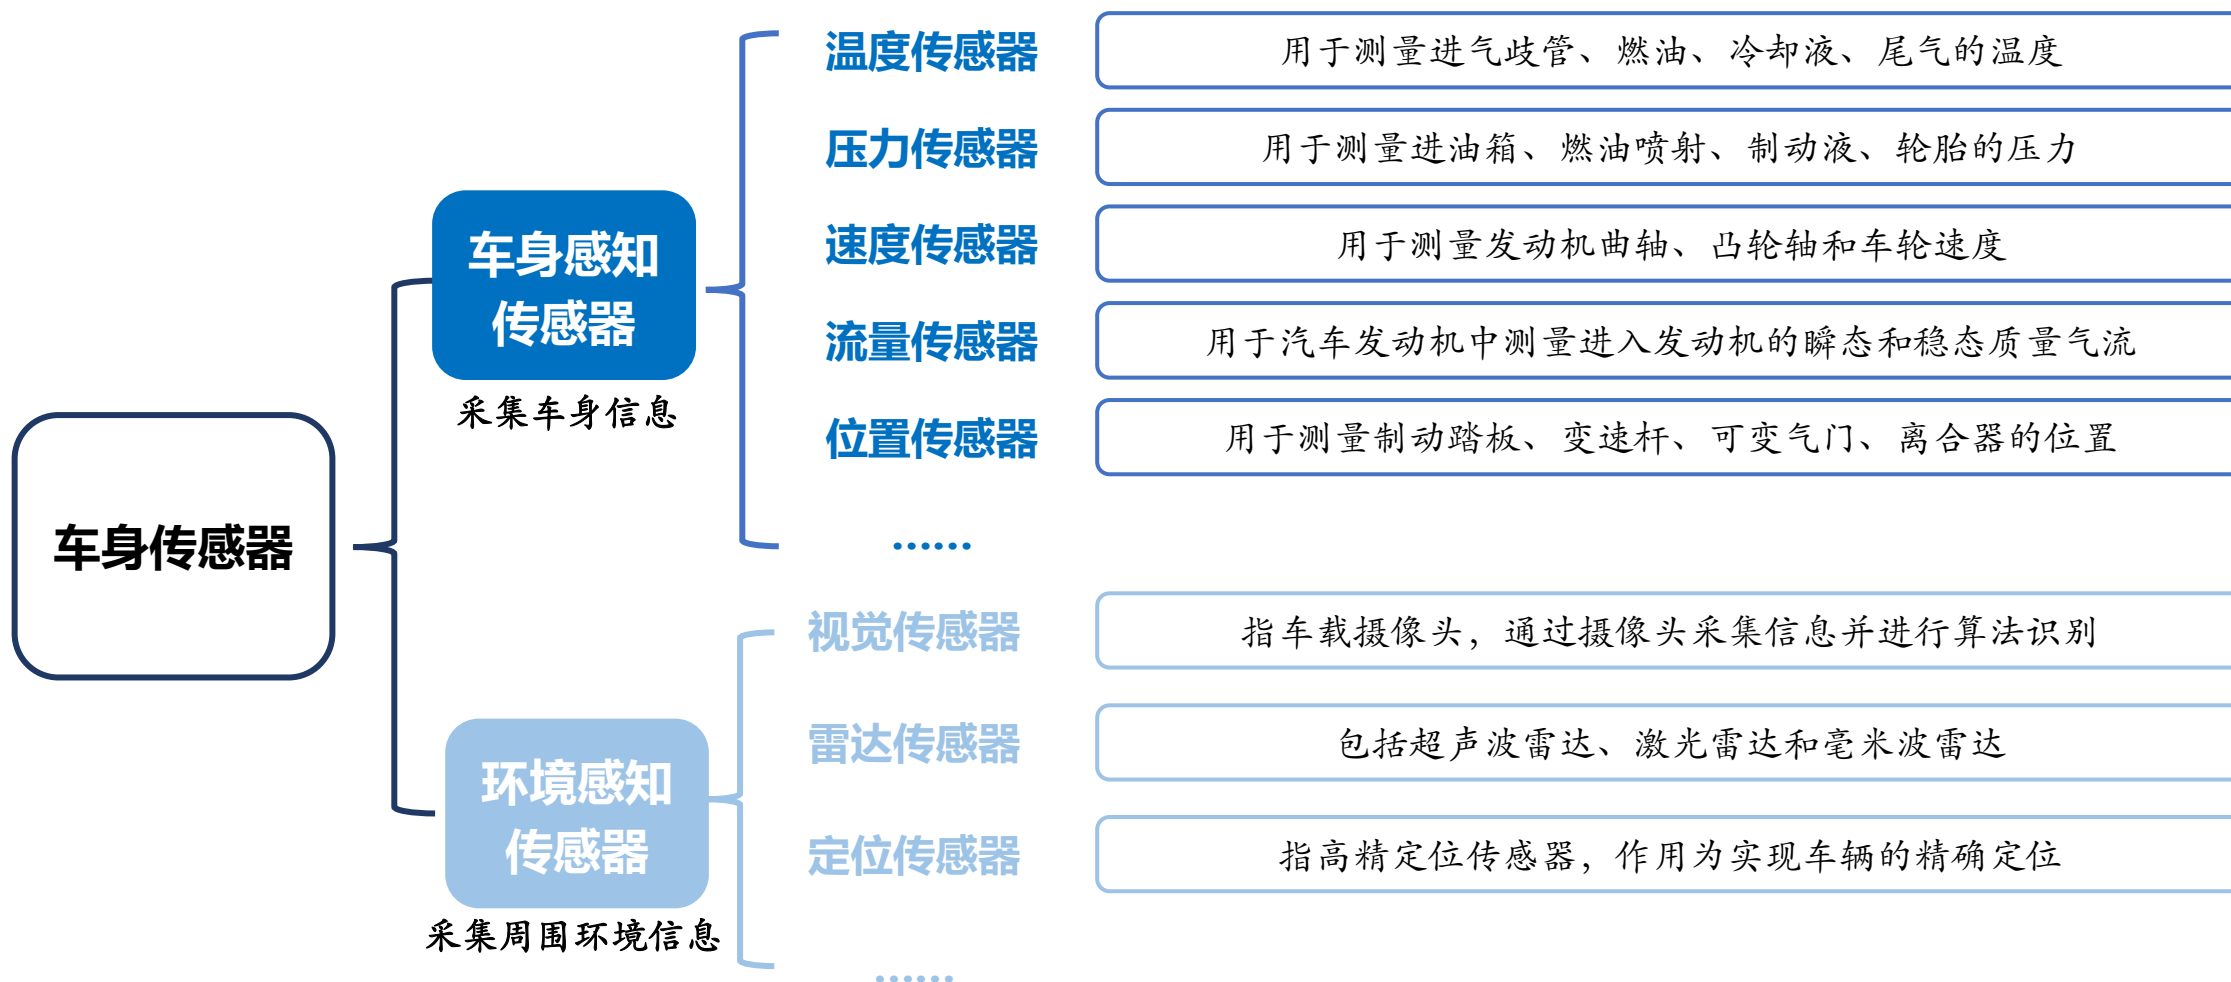 车身传感器
车身感知
传感器
采集车身信息
温度传感器
用于测量进气歧管、燃油、冷却液、尾气的温度
压力传感器
用于测量进油箱、燃油喷射、制动液、轮胎的压力
速度传感器
用于测量发动机曲轴、凸轮轴和车轮速度
流量传感器
用于汽车发动机中测量进入发动机的瞬态和稳态质量气流
位置传感器
用于测量制动踏板、变速杆、可变气门、离合器的位置
……
环境感知
传感器
采集周围环境信息
视觉传感器
指车载摄像头，通过摄像头采集信息并进行算法识别
雷达传感器
包括超声波雷达、激光雷达和毫米波雷达
定位传感器
指高精定位传感器，作用为实现车辆的精确定位
……